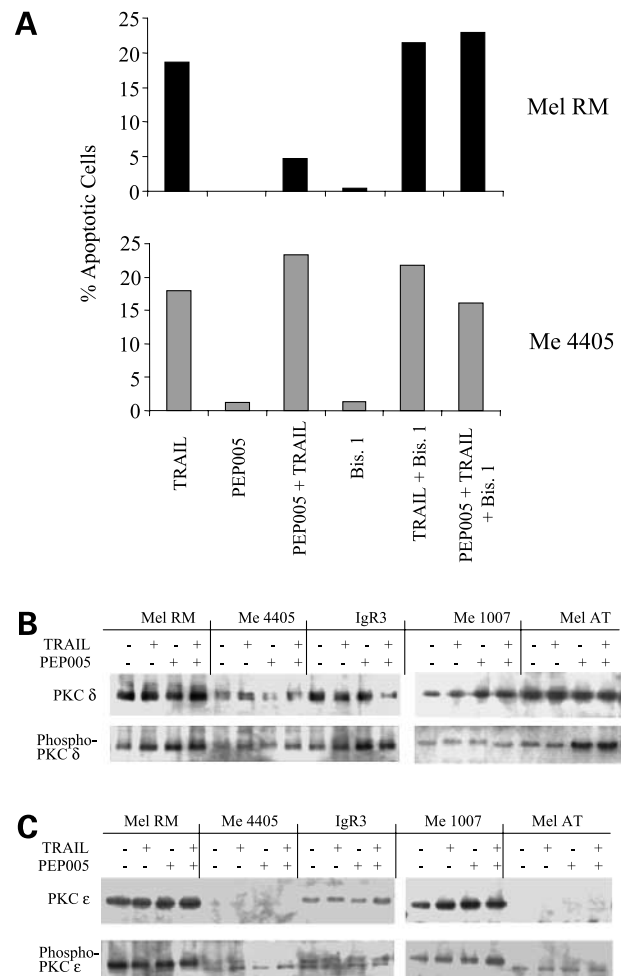 A
% Apoptotic Cells
25
20
15
10
5
0
Mel RM
25
20
15
10
5
0
Me 4405
TRAIL
PEP005
PEP005 + TRAIL
Bis. 1
TRAIL + Bis. 1
PEP005 + TRAIL
+ Bis. 1
B
Mel RM Me 4405 IgR3 Me 1007 Mel AT
TRAIL - + - + - + - + - + - + - + - + - + - +
PEP005 - - + + - - + + - - + + - - + + - - + +
PKC δ
Phospho-
PKC δ
C
Mel RM Me 4405 IgR3 Me 1007 Mel AT
TRAIL - + - + - + - + - + - + - + - + - + - +
PEP005 - - + + - - + + - - + + - - + + - - + +
PKC ε
Phospho-
PKC ε